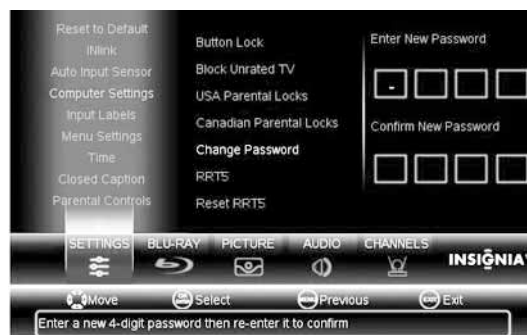 Reset to Default
INlink
Auto Input Sensor
Computer Settings
Input Labels
Menu Settings
Time
Closed Caption
Parental Controls
Button Lock
Block Unrated TV
USA Parental Locks
Canadian Parental Locks
Change Password
RRT5
Reset RRT5
Enter New Password
-
Confirm New Password
SETTINGS BLU-RAY PICTURE AUDIO CHANNELS
INSIGNIA
Move Select Previous Exit
Enter a new 4-digit password then re-enter it to confirm